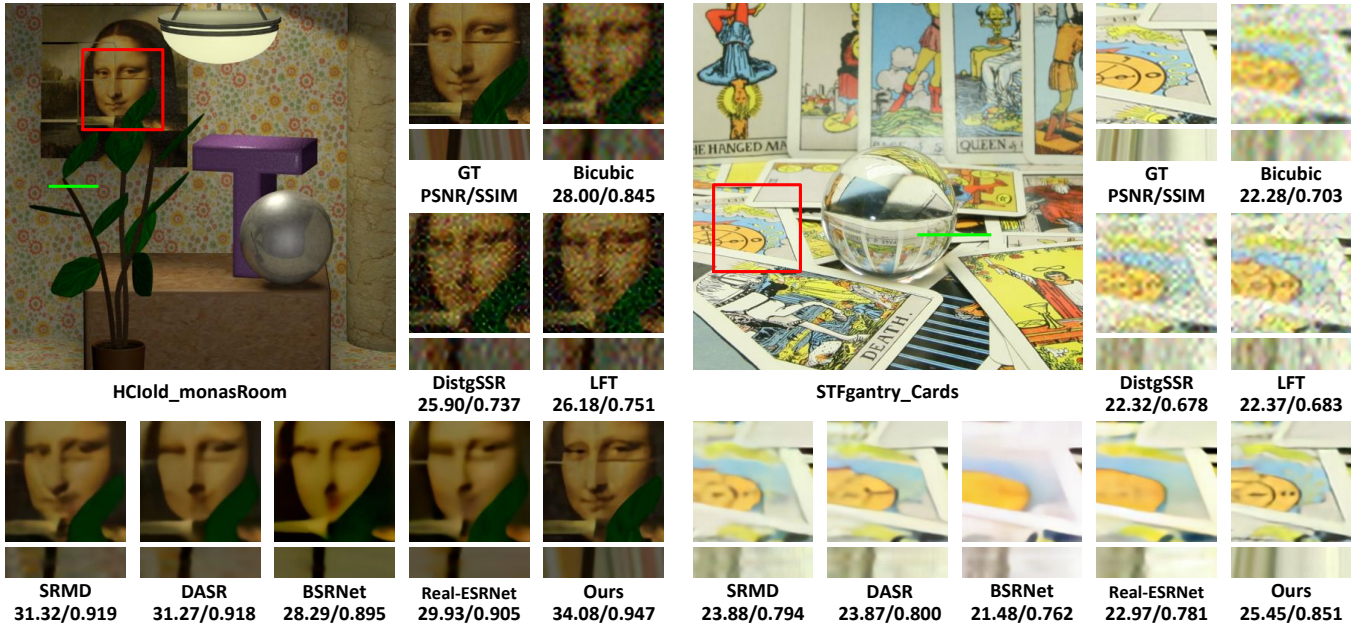 GT
PSNR/SSIM
Bicubic
28.00/0.845
DistgSSR
25.90/0.737
LFT
26.18/0.751
HCIold_monasRoom
SRMD
31.32/0.919
DASR
31.27/0.918
BSRNet
28.29/0.895
Real-ESRNet
29.93/0.905
Ours
34.08/0.947
T
HE HANGED MA
QUEEN
DEATH.
GT
PSNR/SSIM
Bicubic
22.28/0.703
DistgSSR
22.32/0.678
LFT
22.37/0.683
STFgantry_Cards
SRMD
23.88/0.794
DASR
23.87/0.800
BSRNet
21.48/0.762
Real-ESRNet
22.97/0.781
Ours
25.45/0.851